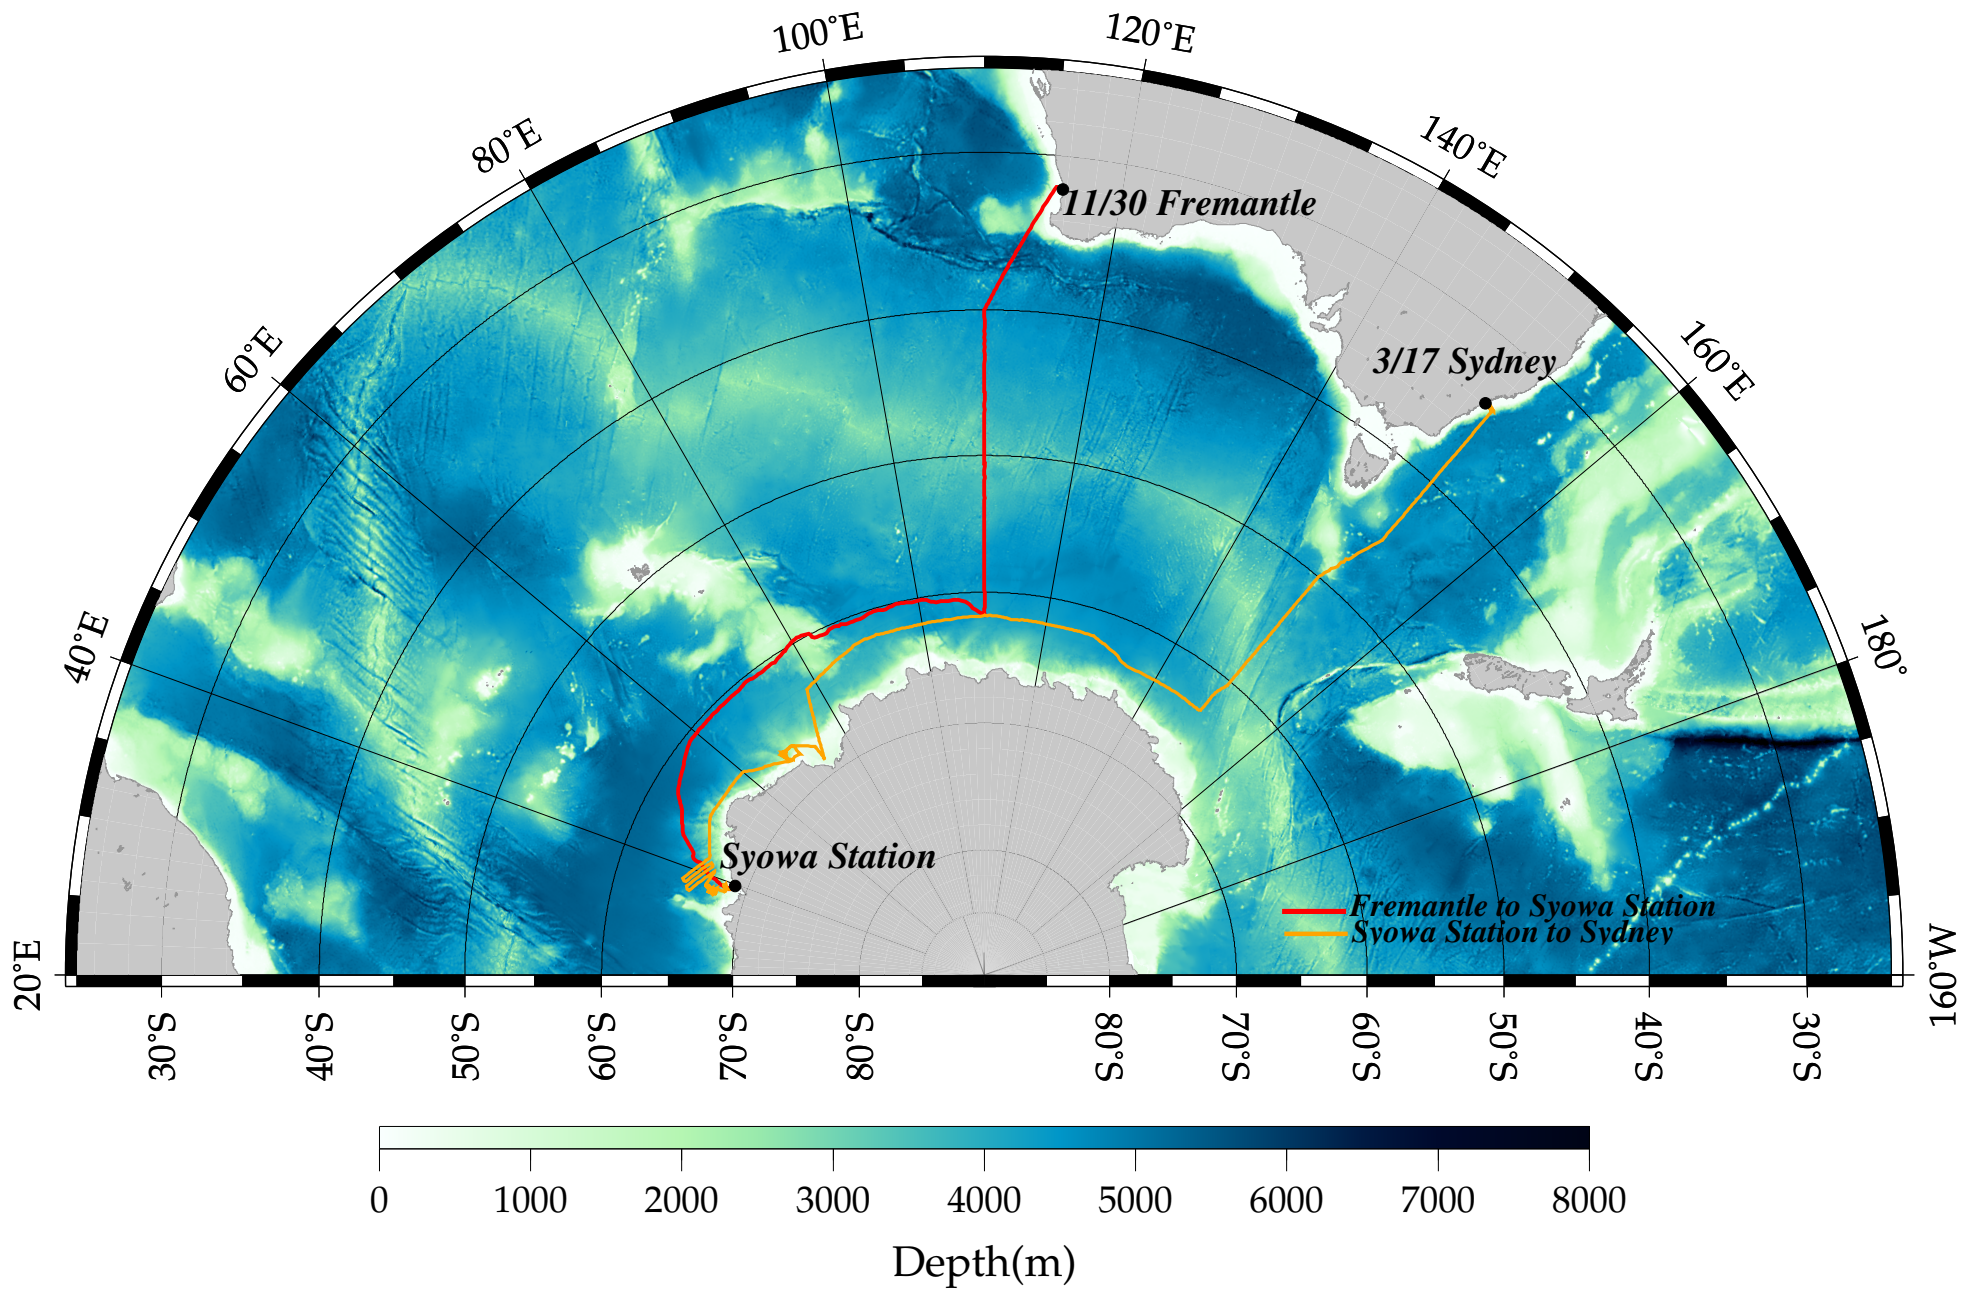 100°E
120°E
80°E
140°E
11/30 Fremantle
60°E
160°E
3/17 Sydney
40°E
180°
Syowa Station
Fremantle to Syowa Station
Syowa Station to Sydney
20°E
160°W
30°S
40°S
50°S
60°S
70°S
80°S
80°S
70°S
60°S
50°S
40°S
30°S
0 1000 2000 3000 4000 5000 6000 7000 8000
Depth(m)